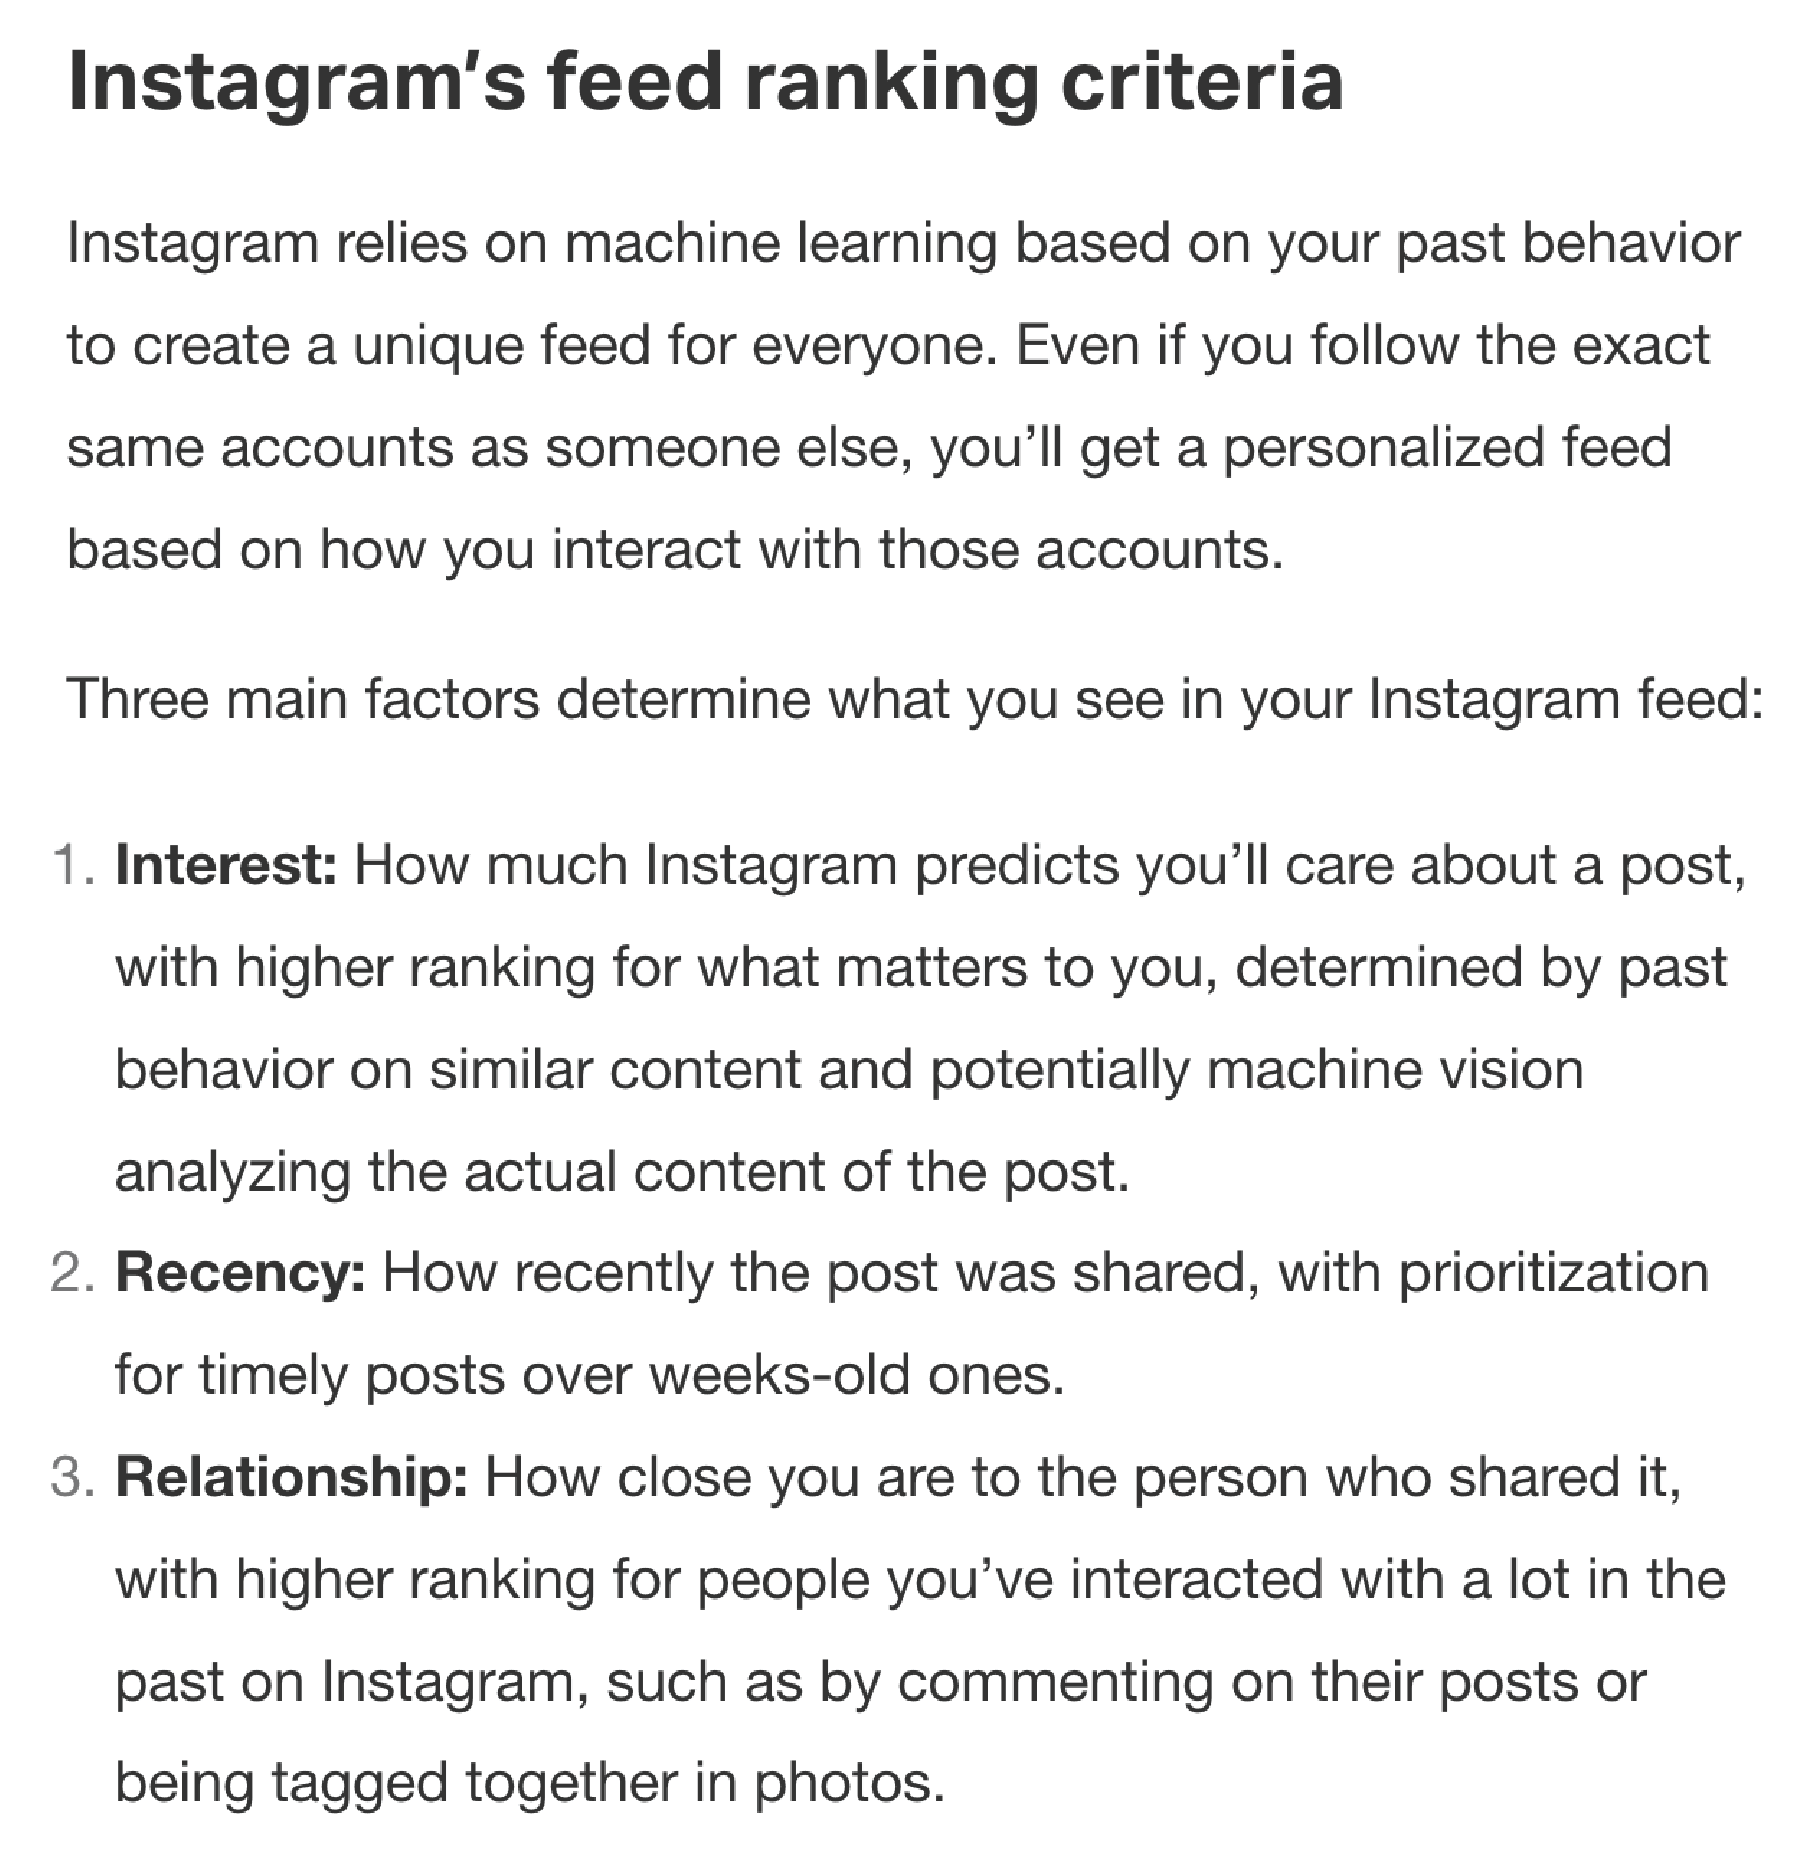 Instagram's feed ranking criteria
Instagram relies on machine learning based on your past behavior
to create a unique feed for everyone. Even if you follow the exact
same accounts as someone else, you’ll get a personalized feed
based on how you interact with those accounts.
Three main factors determine what you see in your Instagram feed:
1. Interest: How much Instagram predicts you’ll care about a post,
with higher ranking for what matters to you, determined by past
behavior on similar content and potentially machine vision
analyzing the actual content of the post.
2. Recency: How recently the post was shared, with prioritization
for timely posts over weeks-old ones.
3. Relationship: How close you are to the person who shared it,
with higher ranking for people you’ve interacted with a lot in the
past on Instagram, such as by commenting on their posts or
being tagged together in photos.